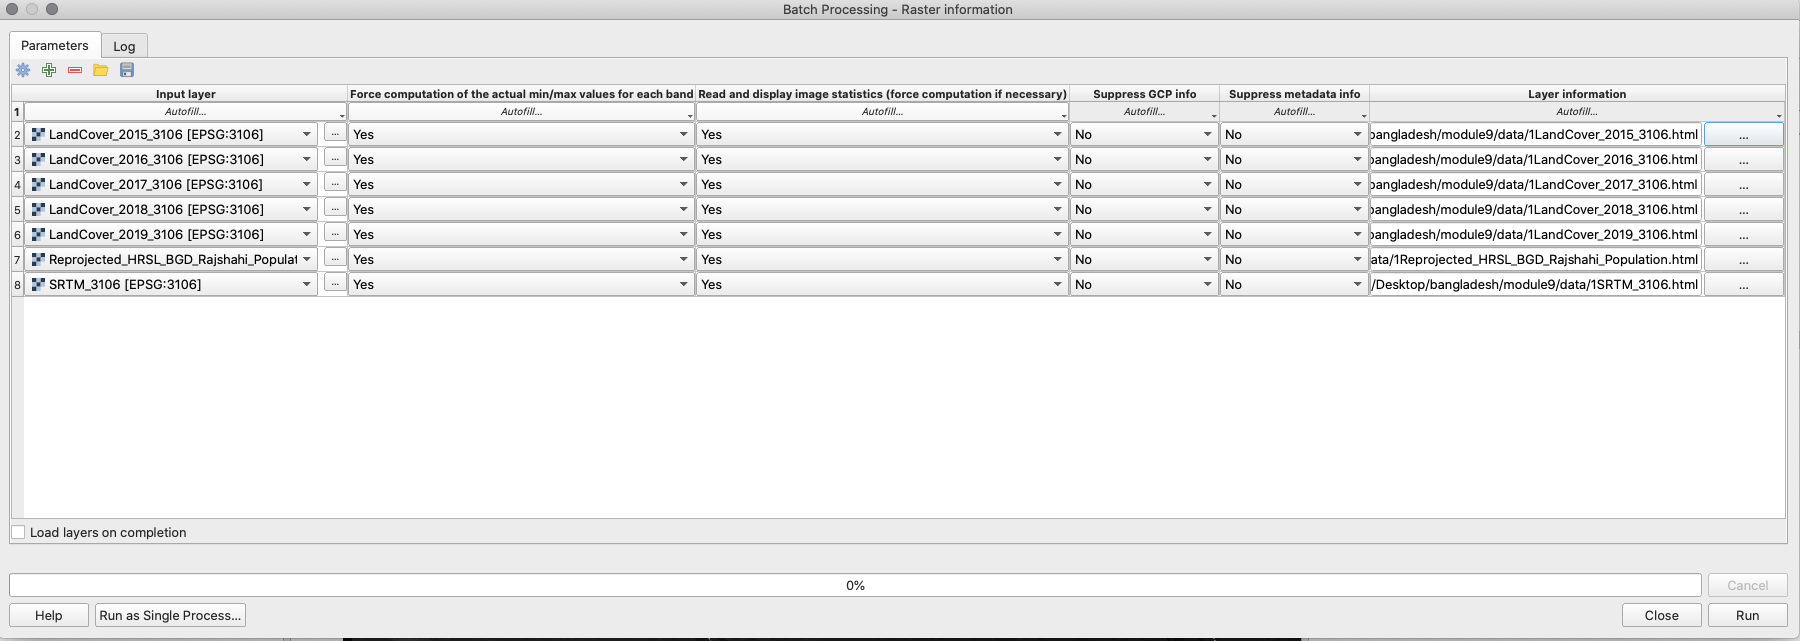 Batch Processing - Raster information
Parameters Log
Input layer Force computation of the actual min/max values for each band Read and display image statistics (force computation if necessary) Suppress GCP info Suppress metadata info Layer information
1 Autofill... Autofill... Autofill... Autofill... Autofill... Autofill...
2 LandCover_2015_3106 [EPSG:3106] ... Yes Yes No No bangladesh/module9/data/1LandCover_2015_3106.html ...
3 LandCover_2016_3106 [EPSG:3106] ... Yes Yes No No bangladesh/module9/data/1LandCover_2016_3106.html ...
4 LandCover_2017_3106 [EPSG:3106] ... Yes Yes No No bangladesh/module9/data/1LandCover_2017_3106.html ...
5 LandCover_2018_3106 [EPSG:3106] ... Yes Yes No No bangladesh/module9/data/1LandCover_2018_3106.html ...
6 LandCover_2019_3106 [EPSG:3106] ... Yes Yes No No bangladesh/module9/data/1LandCover_2019_3106.html ...
7 Reprojected_HRSL_BGD_Rajshahi_Populat ... Yes Yes No No ata/1Reprojected_HRSL_BGD_Rajshahi_Population.html ...
8 SRTM_3106 [EPSG:3106] ... Yes Yes No No /Desktop/bangladesh/module9/data/1SRTM_3106.html ...
Load layers on completion
0% Cancel
Help Run as Single Process... Close Run